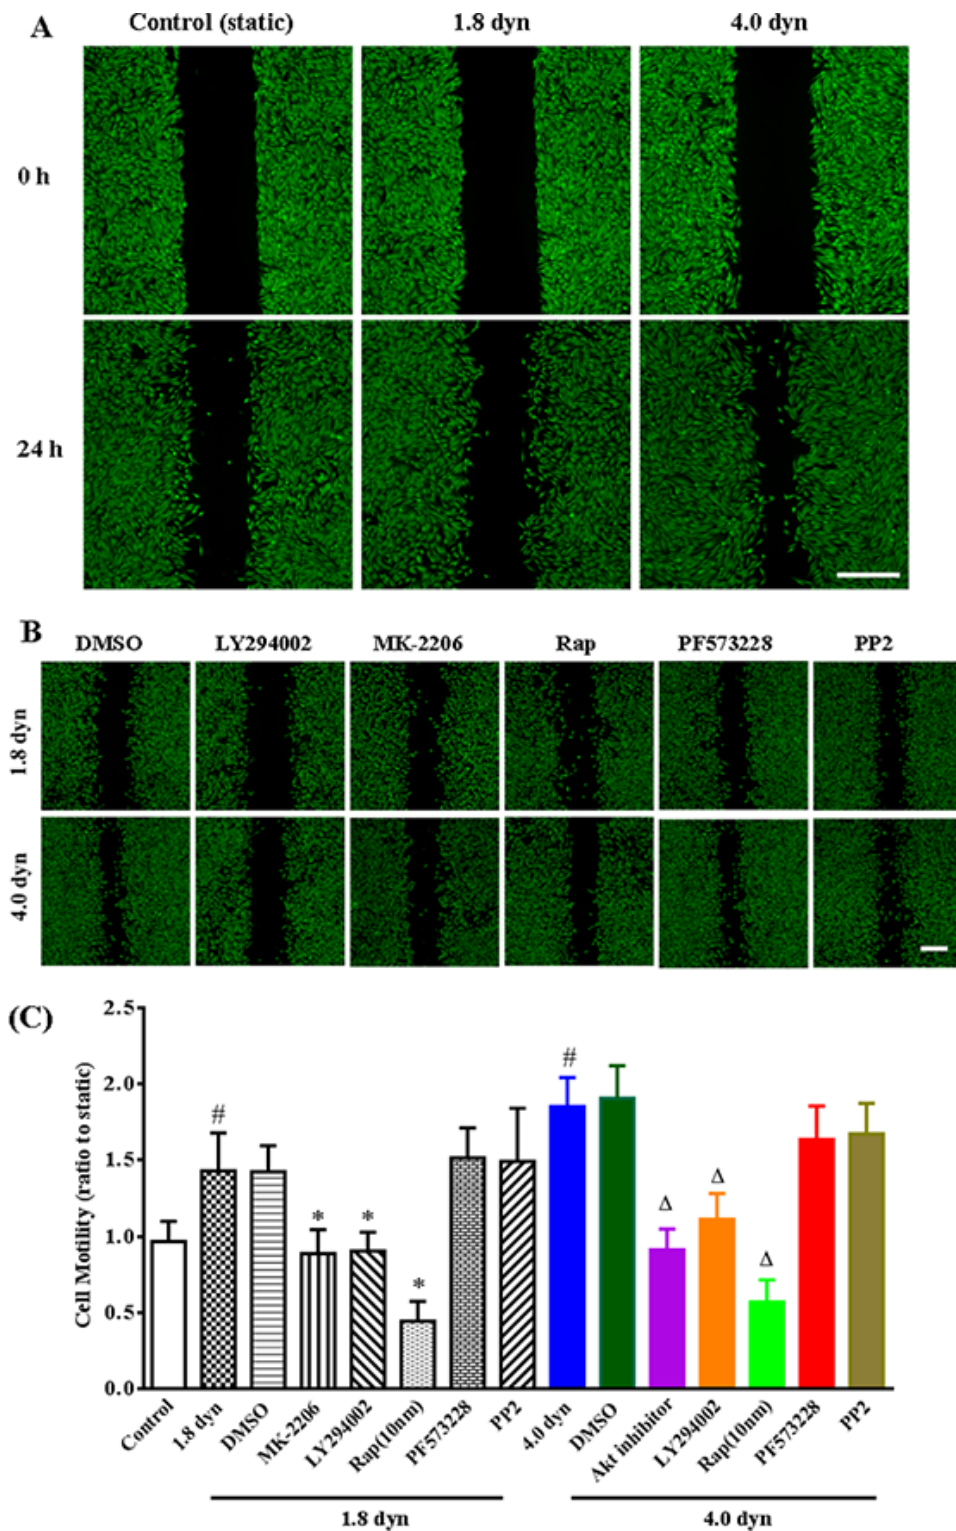 A
Control (static) 1.8 dyn 4.0 dyn
0 h
24 h
B
DMSO LY294002 MK-2206 Rap PF573228 PP2
1.8 dyn
4.0 dyn
(C)
Cell Motility (ratio to static)
2.5
2.0
1.5
1.0
0.5
0.0
# * * * # Δ Δ Δ
Control 1.8 dyn DMSO MK-2206 LY294002 Rap(10nm) PF573228 PP2 4.0 dyn DMSO Akt inhibitor LY294002 Rap(10nm) PF573228 PP2
1.8 dyn 4.0 dyn